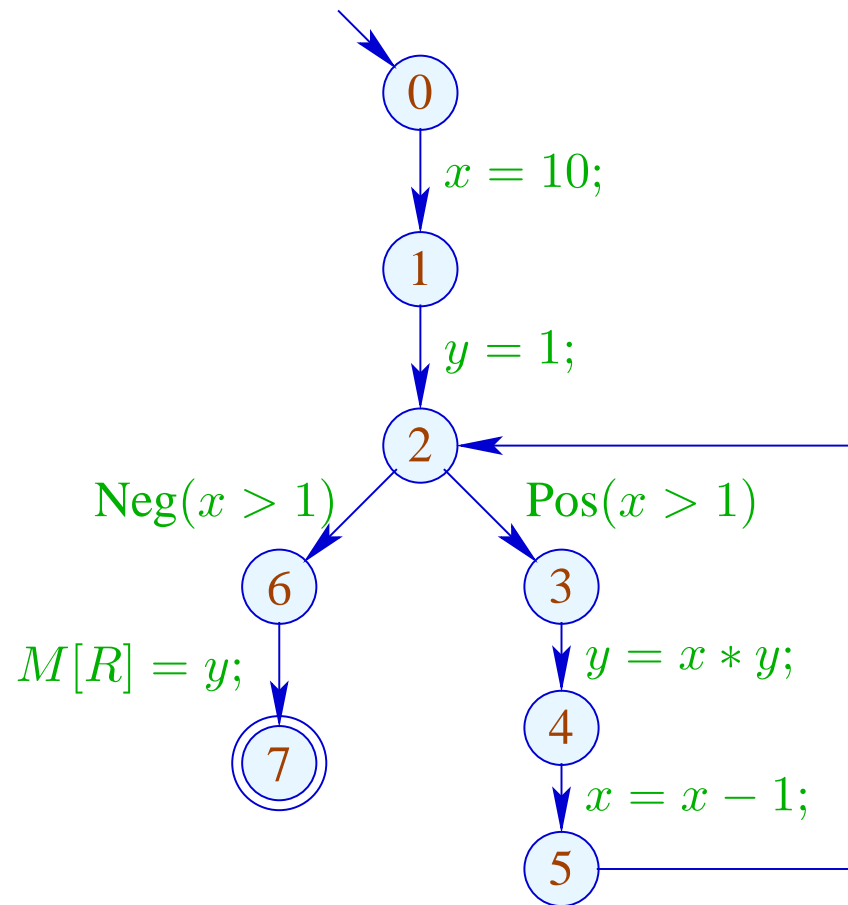 0
x = 10;
1
y = 1;
2
Neg(x > 1)
Pos(x > 1)
6
3
M[R] = y;
y = x ∗ y;
4
7
x = x − 1;
5